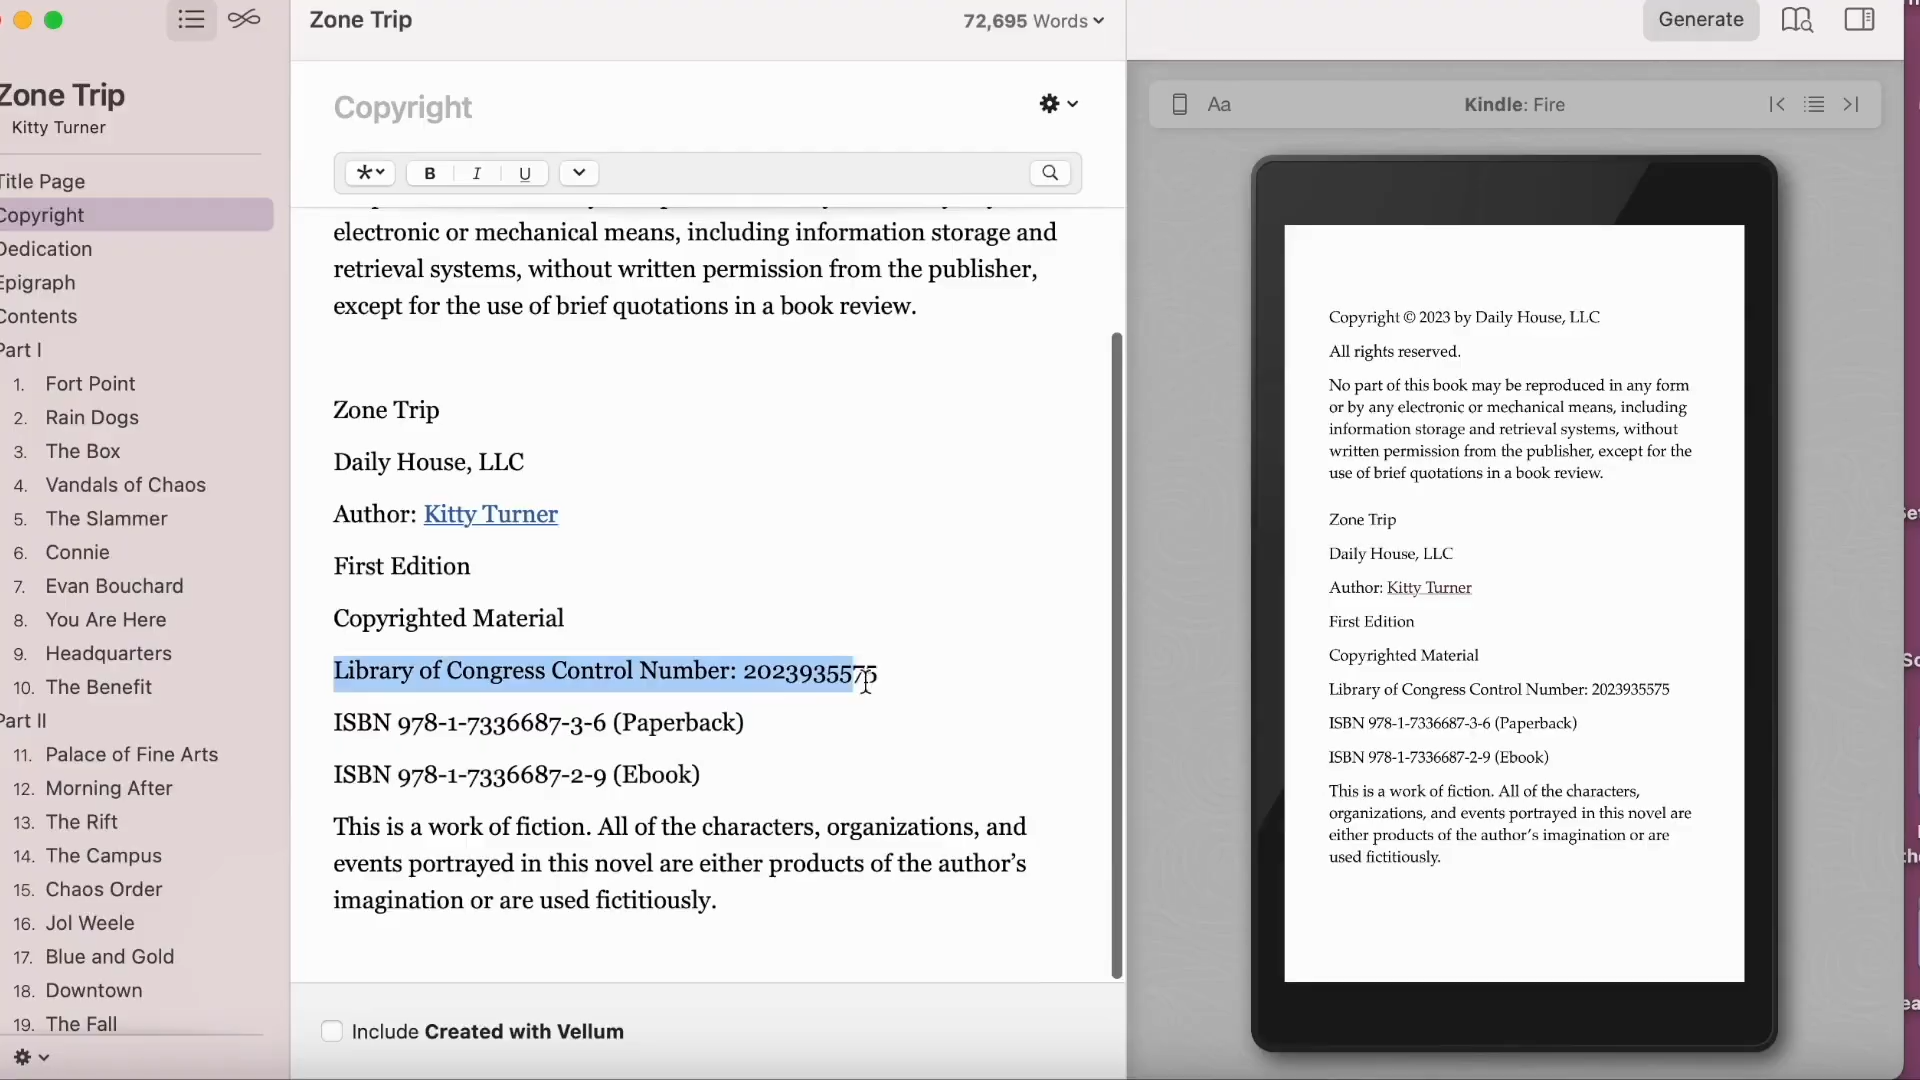 Zone Trip
72,695 Words
Generate
Zone Trip
Kitty Turner
Title Page
Copyright
Dedication
Epigraph
Contents
Part I
1. Fort Point
2. Rain Dogs
3. The Box
4. Vandals of Chaos
5. The Slammer
6. Connie
7. Evan Bouchard
8. You Are Here
9. Headquarters
10. The Benefit
Part II
11. Palace of Fine Arts
12. Morning After
13. The Rift
14. The Campus
15. Chaos Order
16. Jol Weele
17. Blue and Gold
18. Downtown
19. The Fall
Copyright
B I U
electronic or mechanical means, including information storage and
retrieval systems, without written permission from the publisher,
except for the use of brief quotations in a book review.
Zone Trip
Daily House, LLC
Author: Kitty Turner
First Edition
Copyrighted Material
Library of Congress Control Number: 2023935575
ISBN 978-1-7336687-3-6 (Paperback)
ISBN 978-1-7336687-2-9 (Ebook)
This is a work of fiction. All of the characters, organizations, and
events portrayed in this novel are either products of the author’s
imagination or are used fictitiously.
Include Created with Vellum
Aa
Kindle: Fire
Copyright © 2023 by Daily House, LLC
All rights reserved.
No part of this book may be reproduced in any form
or by any electronic or mechanical means, including
information storage and retrieval systems, without
written permission from the publisher, except for the
use of brief quotations in a book review.
Zone Trip
Daily House, LLC
Author: Kitty Turner
First Edition
Copyrighted Material
Library of Congress Control Number: 2023935575
ISBN 978-1-7336687-3-6 (Paperback)
ISBN 978-1-7336687-2-9 (Ebook)
This is a work of fiction. All of the characters,
organizations, and events portrayed in this novel are
either products of the author’s imagination or are
used fictitiously.